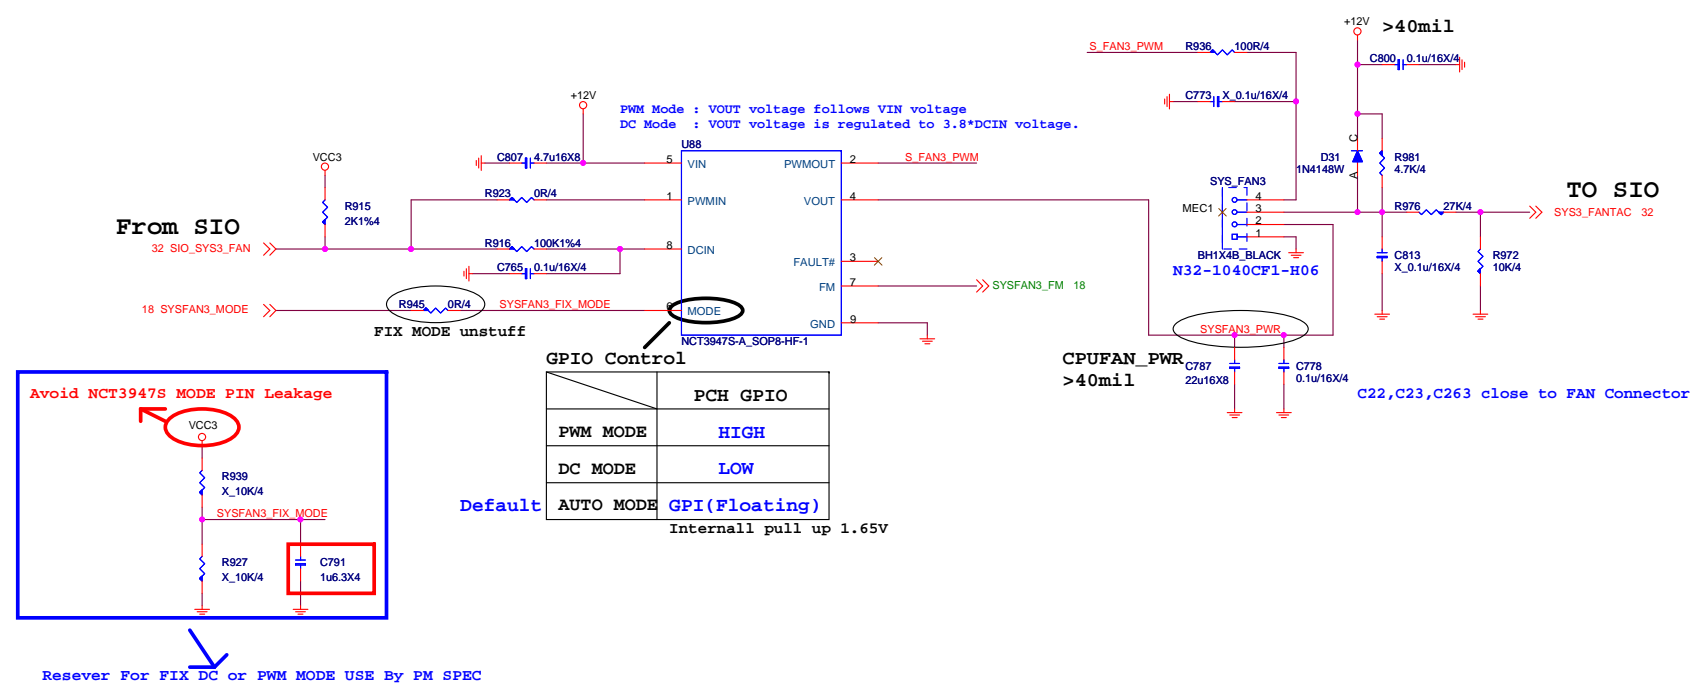 +12V
>40mil
S_FAN3_PWM
R936
100R/4
C800
0.1u/16X/4
+12V
C773
X_0.1u/16X/4
PWM Mode : VOUT voltage follows VIN voltage
DC Mode  : VOUT voltage is regulated to 3.8*DCIN voltage.
U88
VCC3
C807
4.7u16X8
5
VIN
PWMOUT
2
S_FAN3_PWM
C
D31
1N4148W
A
R981
4.7K/4
R923
0R/4
1
PWMIN
VOUT
4
SYS_FAN3
MEC1
4
3
2
1
BH1X4B_BLACK
N32-1040CF1-H06
R976
27K/4
TO SIO
SYS3_FANTAC 32
R915
2K1%4
From SIO
32 SIO_SYS3_FAN
R916
100K1%4
8
DCIN
C765
0.1u/16X/4
FAULT#
3
C813
X_0.1u/16X/4
R972
10K/4
FM
7
SYSFAN3_FM 18
18 SYSFAN3_MODE
R945
0R/4
SYSFAN3_FIX_MODE
6
MODE
GND
9
FIX MODE unstuff
NCT3947S-A_SOP8-HF-1
SYSFAN3_PWR
GPIO Control
CPUFAN_PWR
>40mil
C787
22u16X8
C778
0.1u/16X/4
C22,C23,C263 close to FAN Connector
PCH GPIO
PWM MODE
HIGH
DC MODE
LOW
Default
AUTO MODE
GPI(Floating)
Internall pull up 1.65V
Avoid NCT3947S MODE PIN Leakage
VCC3
R939
X_10K/4
SYSFAN3_FIX_MODE
R927
X_10K/4
C791
1u6.3X4
Resever For FIX DC or PWM MODE USE By PM SPEC